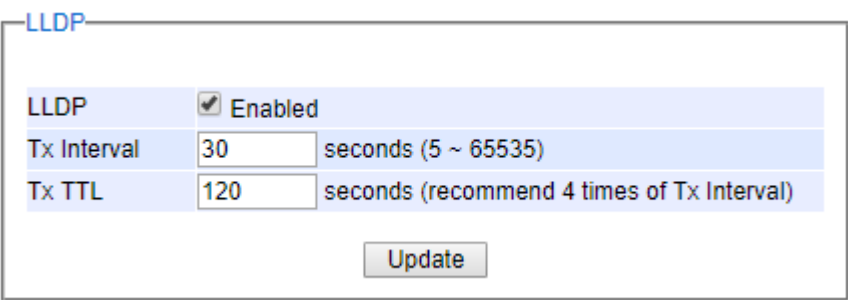 LLDP
LLDP Enabled
Tx Interval 30 seconds (5 ~ 65535)
Tx TTL 120 seconds (recommend 4 times of Tx Interval)
Update